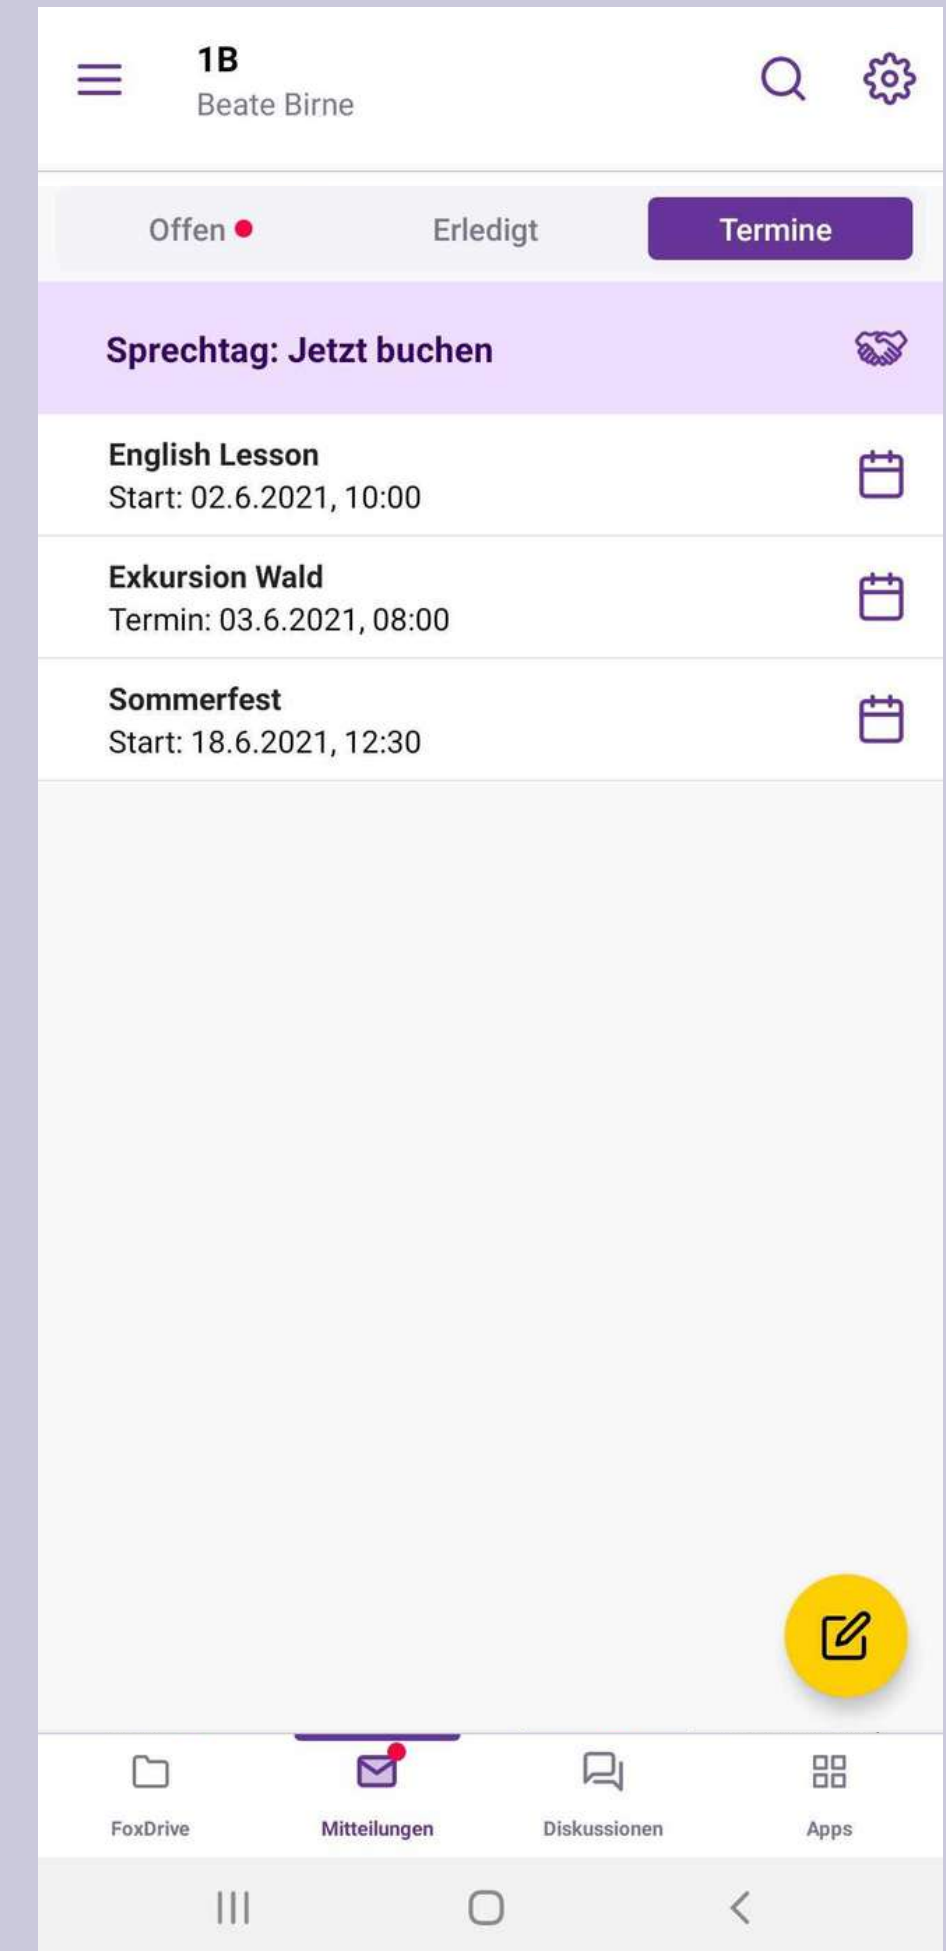 1B
Beate Birne
Offen
Erledigt
Termine
Sprechtag: Jetzt buchen
English Lesson
Start: 02.6.2021, 10:00
Exkursion Wald
Termin: 03.6.2021, 08:00
Sommerfest
Start: 18.6.2021, 12:30
FoxDrive
Mitteilungen
Diskussionen
Apps